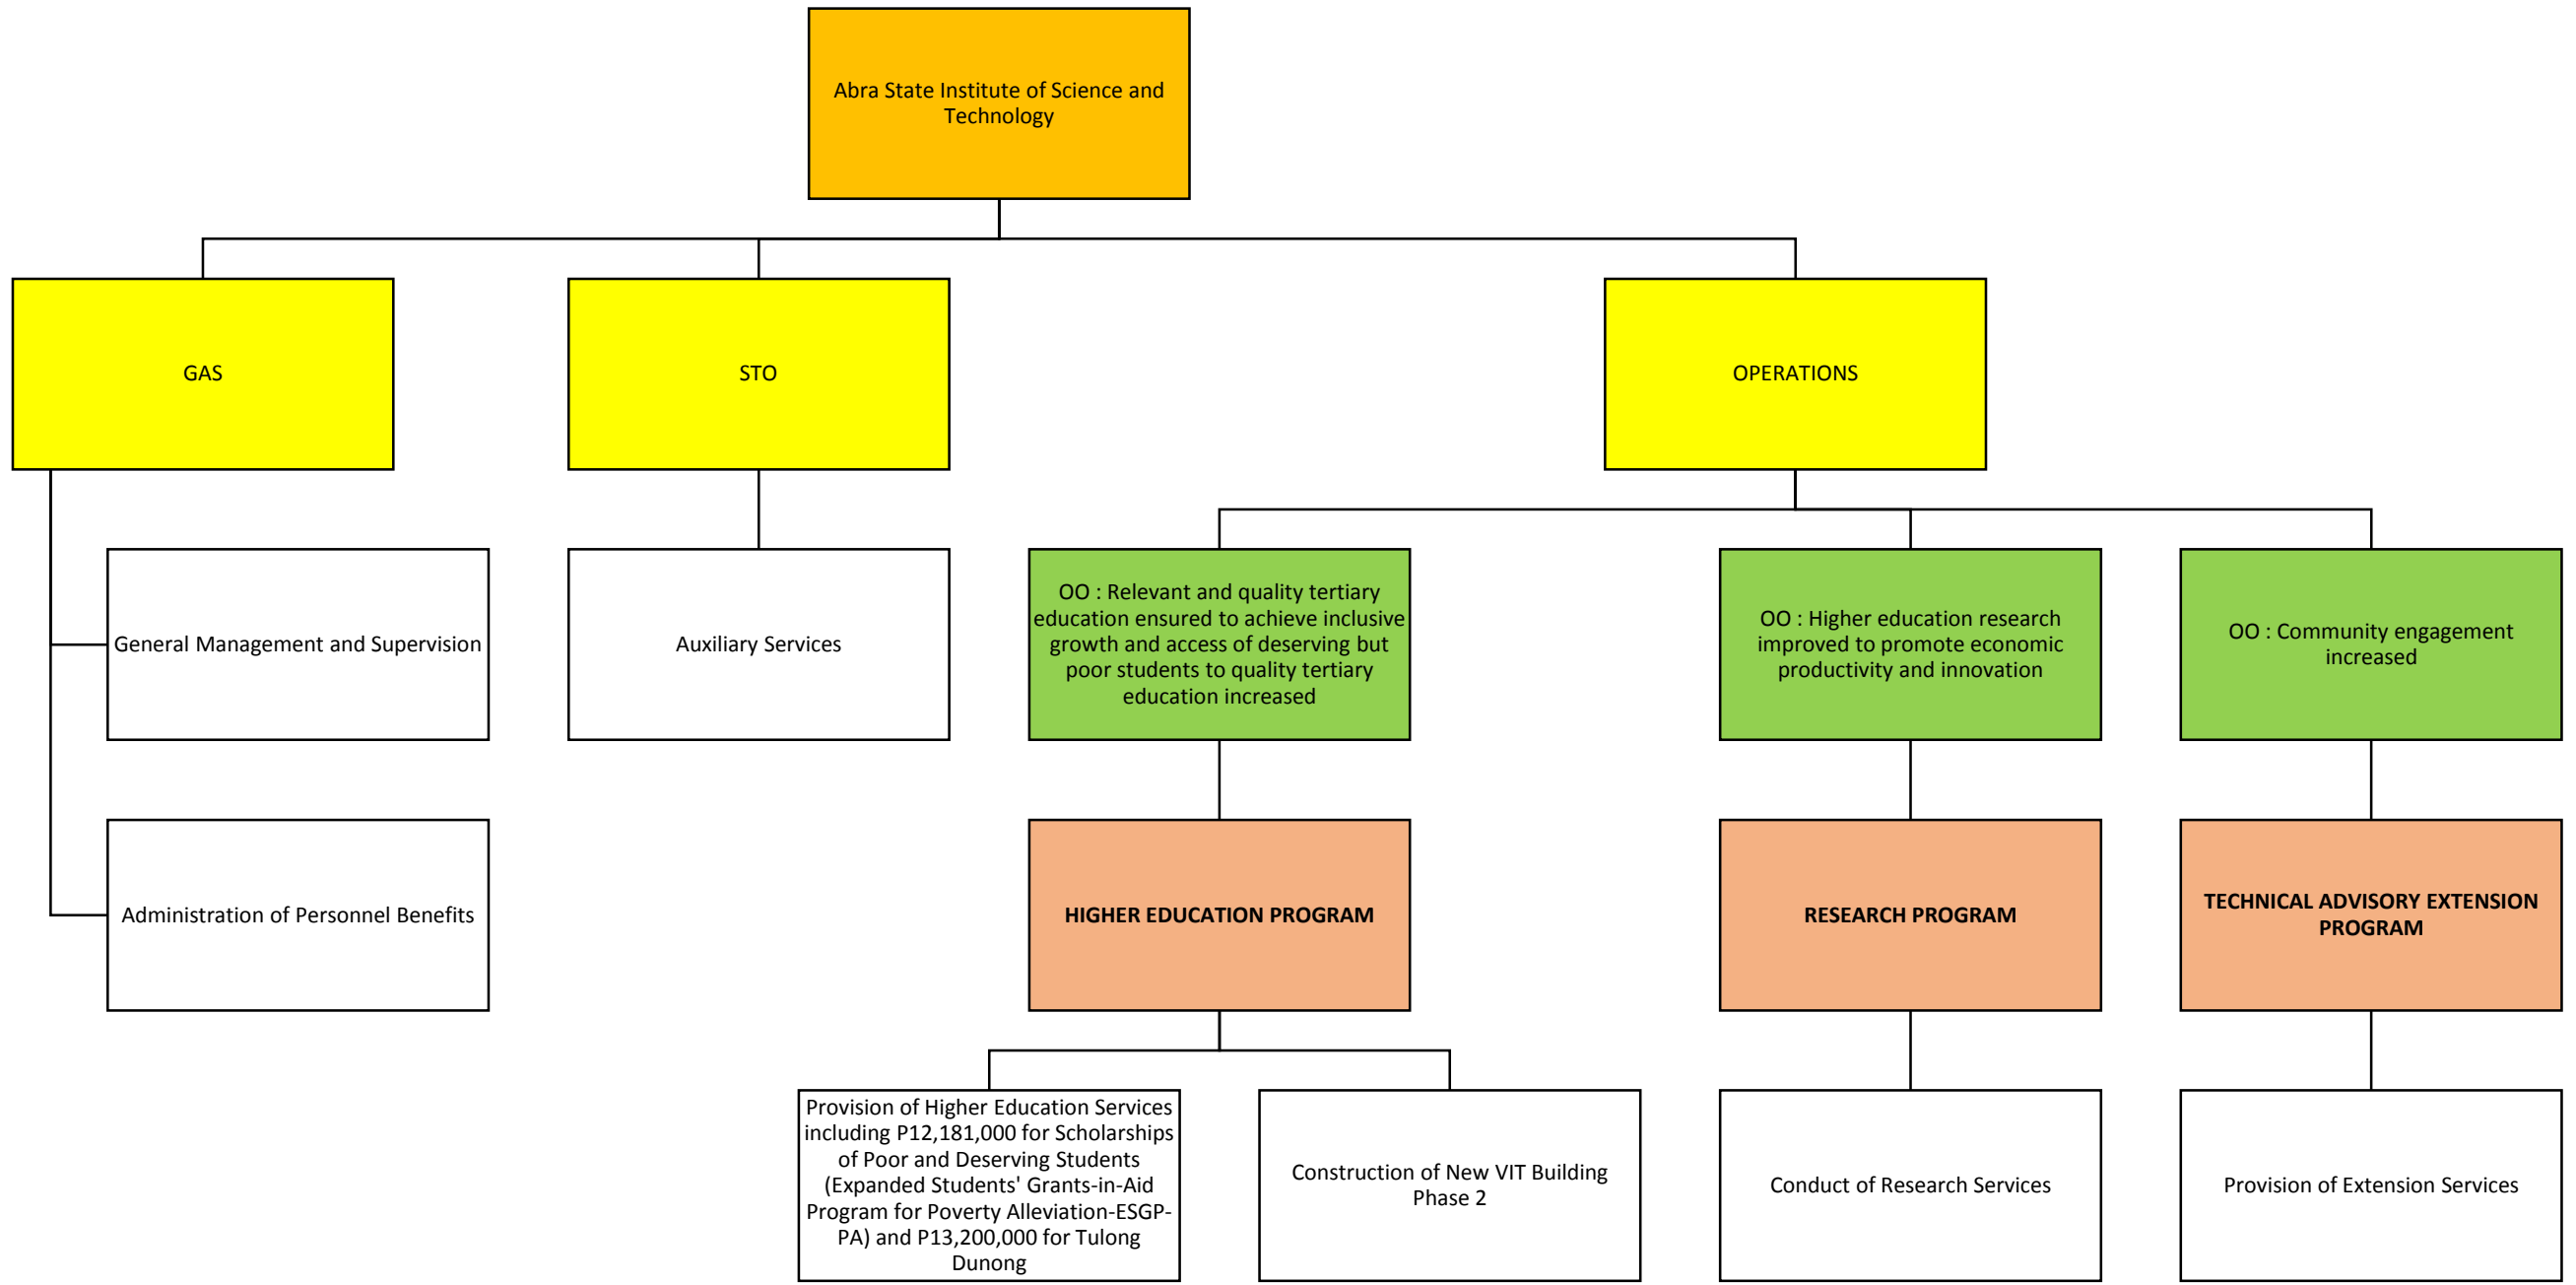 Abra State Institute of Science and
Technology
GAS
STO
OPERATIONS
General Management and Supervision
Auxiliary Services
OO : Relevant and quality tertiary
education ensured to achieve inclusive
growth and access of deserving but
poor students to quality tertiary
education increased
OO : Higher education research
improved to promote economic
productivity and innovation
OO : Community engagement
increased
Administration of Personnel Benefits
HIGHER EDUCATION PROGRAM
RESEARCH PROGRAM
TECHNICAL ADVISORY EXTENSION
PROGRAM
Provision of Higher Education Services
including P12,181,000 for Scholarships
of Poor and Deserving Students
(Expanded Students' Grants-in-Aid
Program for Poverty Alleviation-ESGP-
PA) and P13,200,000 for Tulong
Dunong
Construction of New VIT Building
Phase 2
Conduct of Research Services
Provision of Extension Services